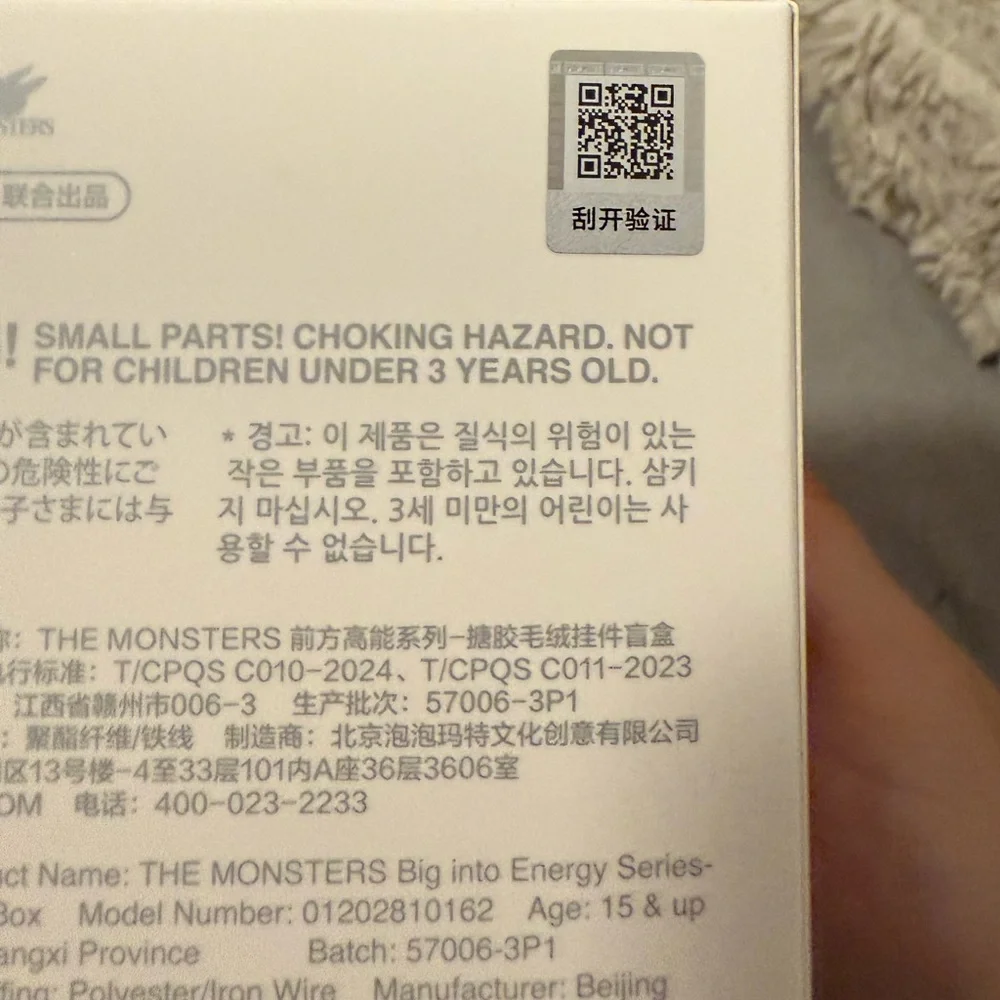 STERS
联合出品
刮开验证
! SMALL PARTS! CHOKING HAZARD. NOT
FOR CHILDREN UNDER 3 YEARS OLD.
が含まれてい
の危険性にご
子さまには与
* 경고: 이 제품은 질식의 위험이 있는
작은 부품을 포함하고 있습니다. 삼키
지 마십시오. 3세 미만의 어린이는 사
용할 수 없습니다.
称: THE MONSTERS 前方高能系列-搪胶毛绒挂件盲盒
执行标准: T/CPQS C010-2024、T/CPQS C011-2023
江西省赣州市006-3 生产批次: 57006-3P1
: 聚酯纤维/铁线 制造商: 北京泡泡玛特文化创意有限公司
区13号楼-4至33层101内A座36层3606室
OM 电话: 400-023-2233
uct Name: THE MONSTERS Big into Energy Series-
Box Model Number: 01202810162 Age: 15 & up
angxi Province Batch: 57006-3P1
ffing: Polyester/Iron Wire Manufacturer: Beijing